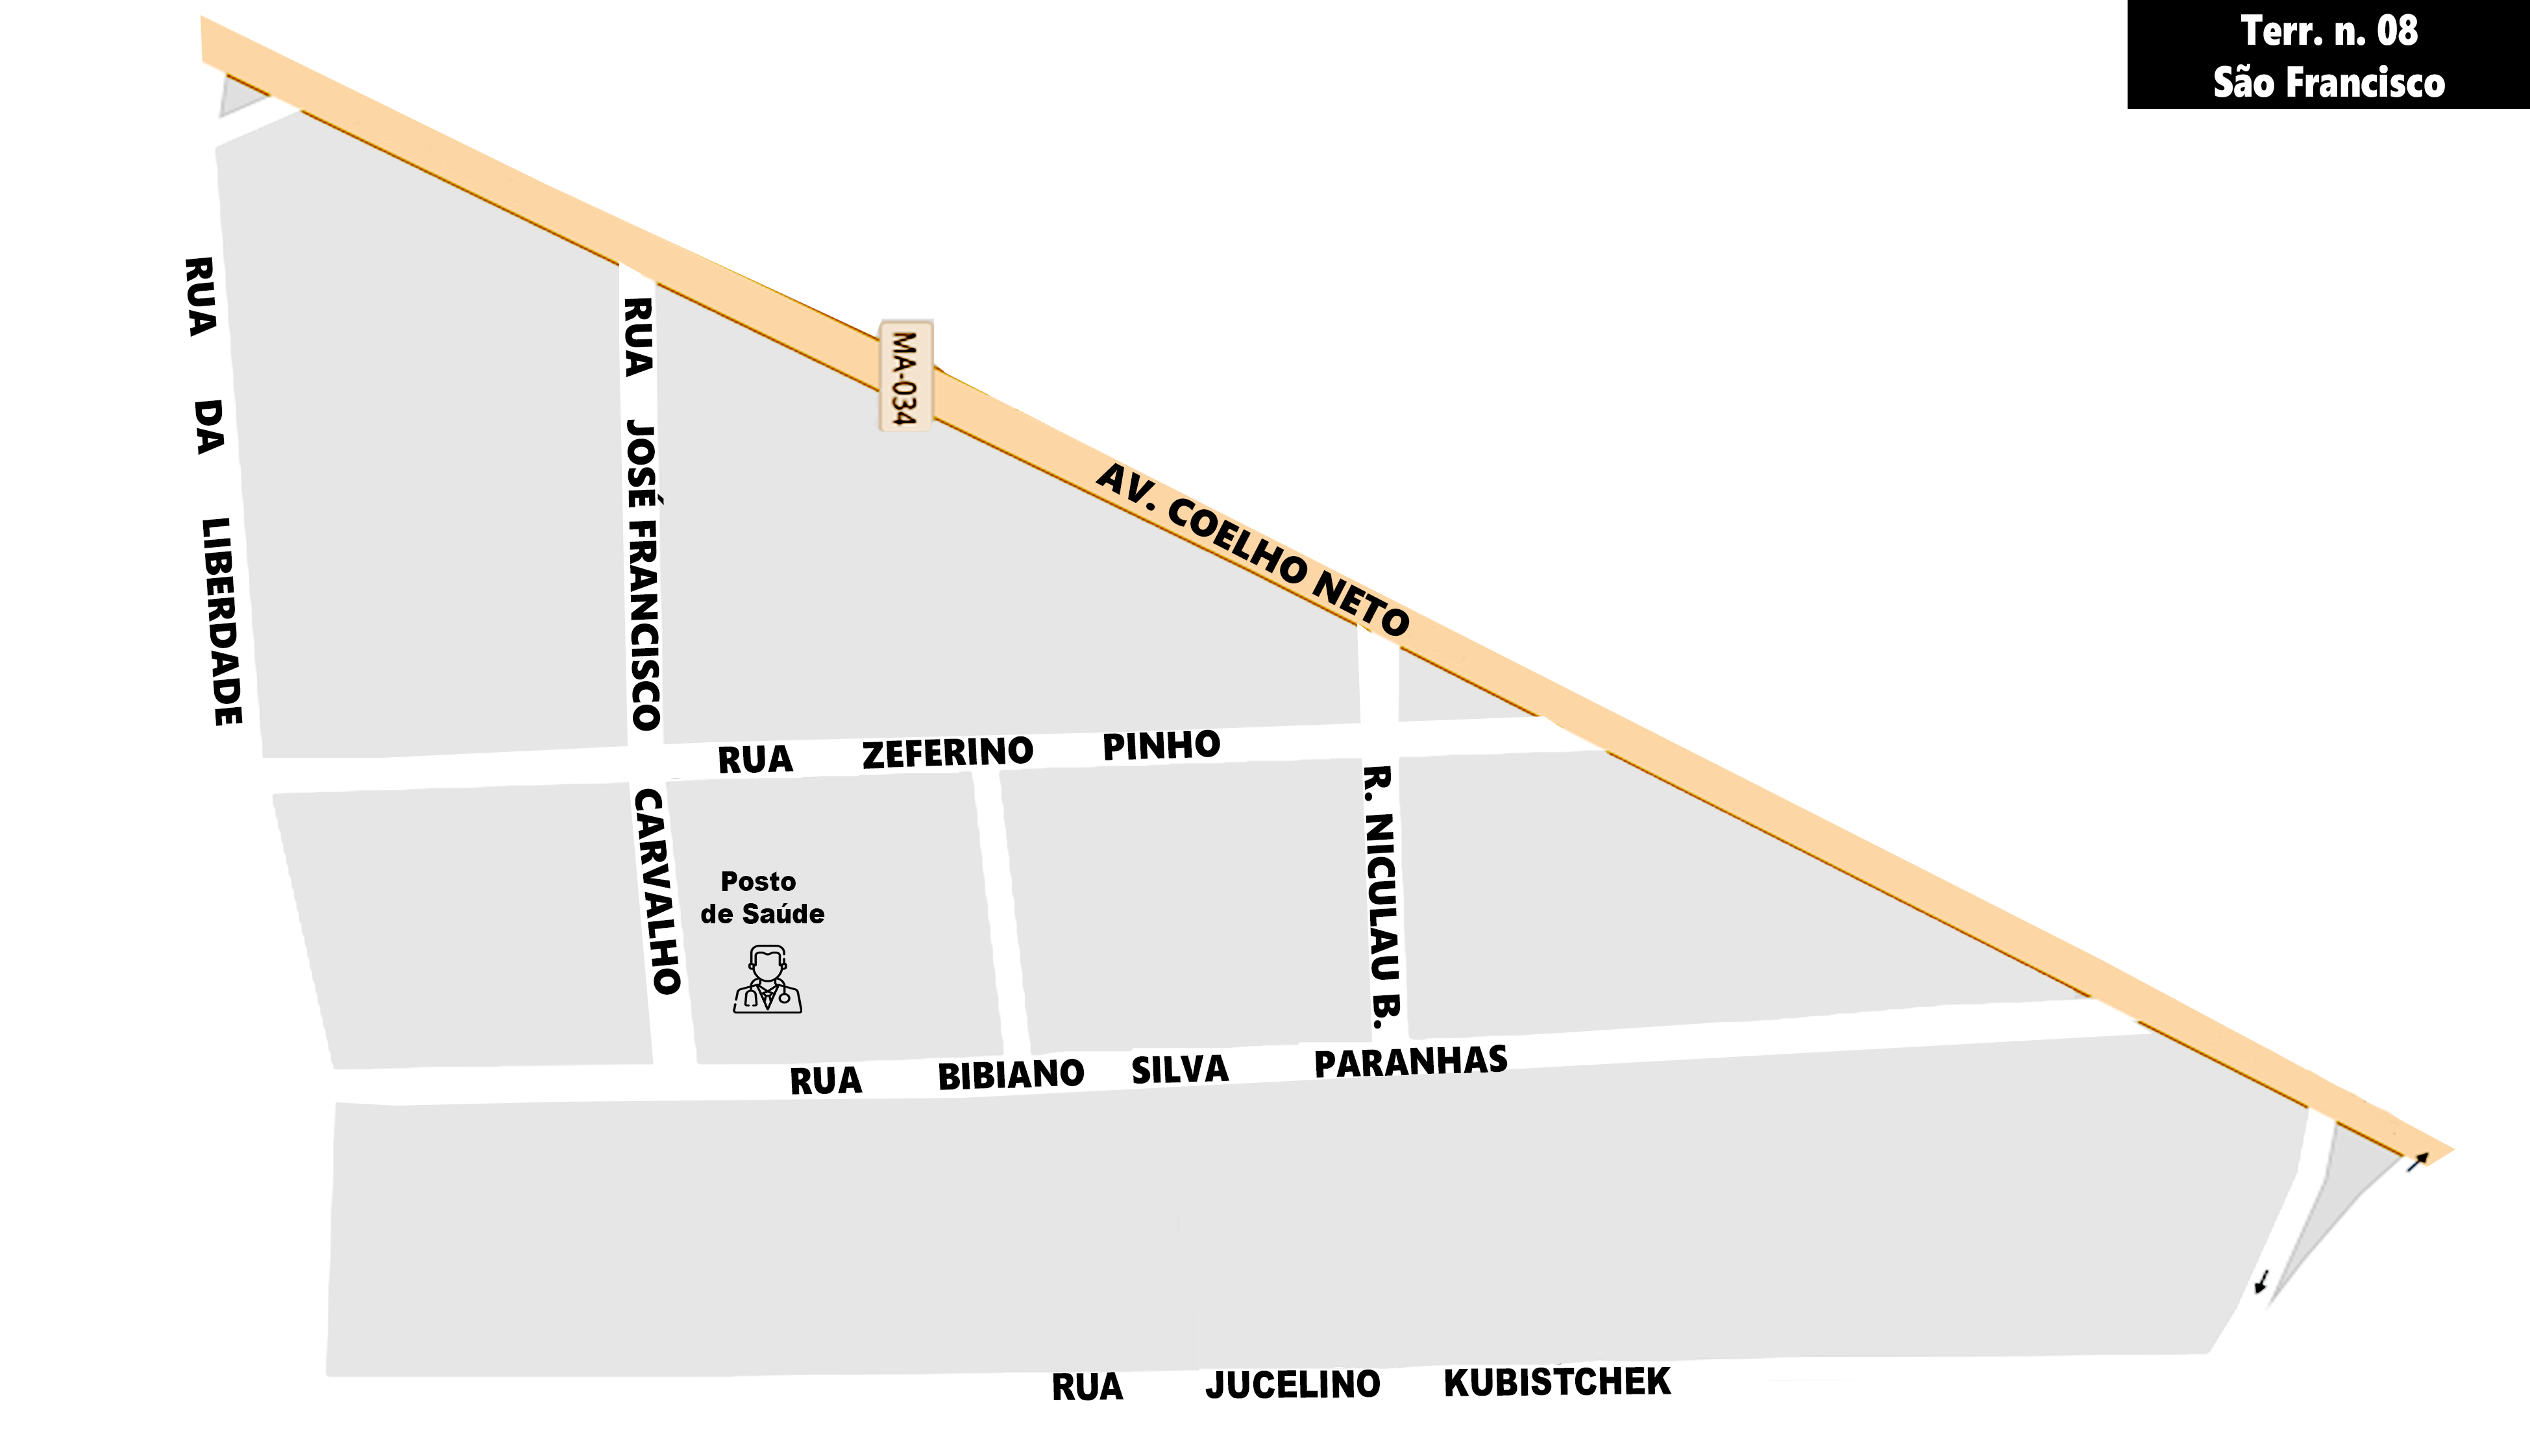 Terr. n. 08
São Francisco
RUA DA LIBERDADE
RUA JOSÉ FRANCISCO CARVALHO
MA-034
AV. COELHO NETO
RUA ZEFERINO PINHO
R. NICULAU B.
Posto
de Saúde
RUA BIBIANO SILVA PARANHAS
RUA JUCELINO KUBISTCHEK